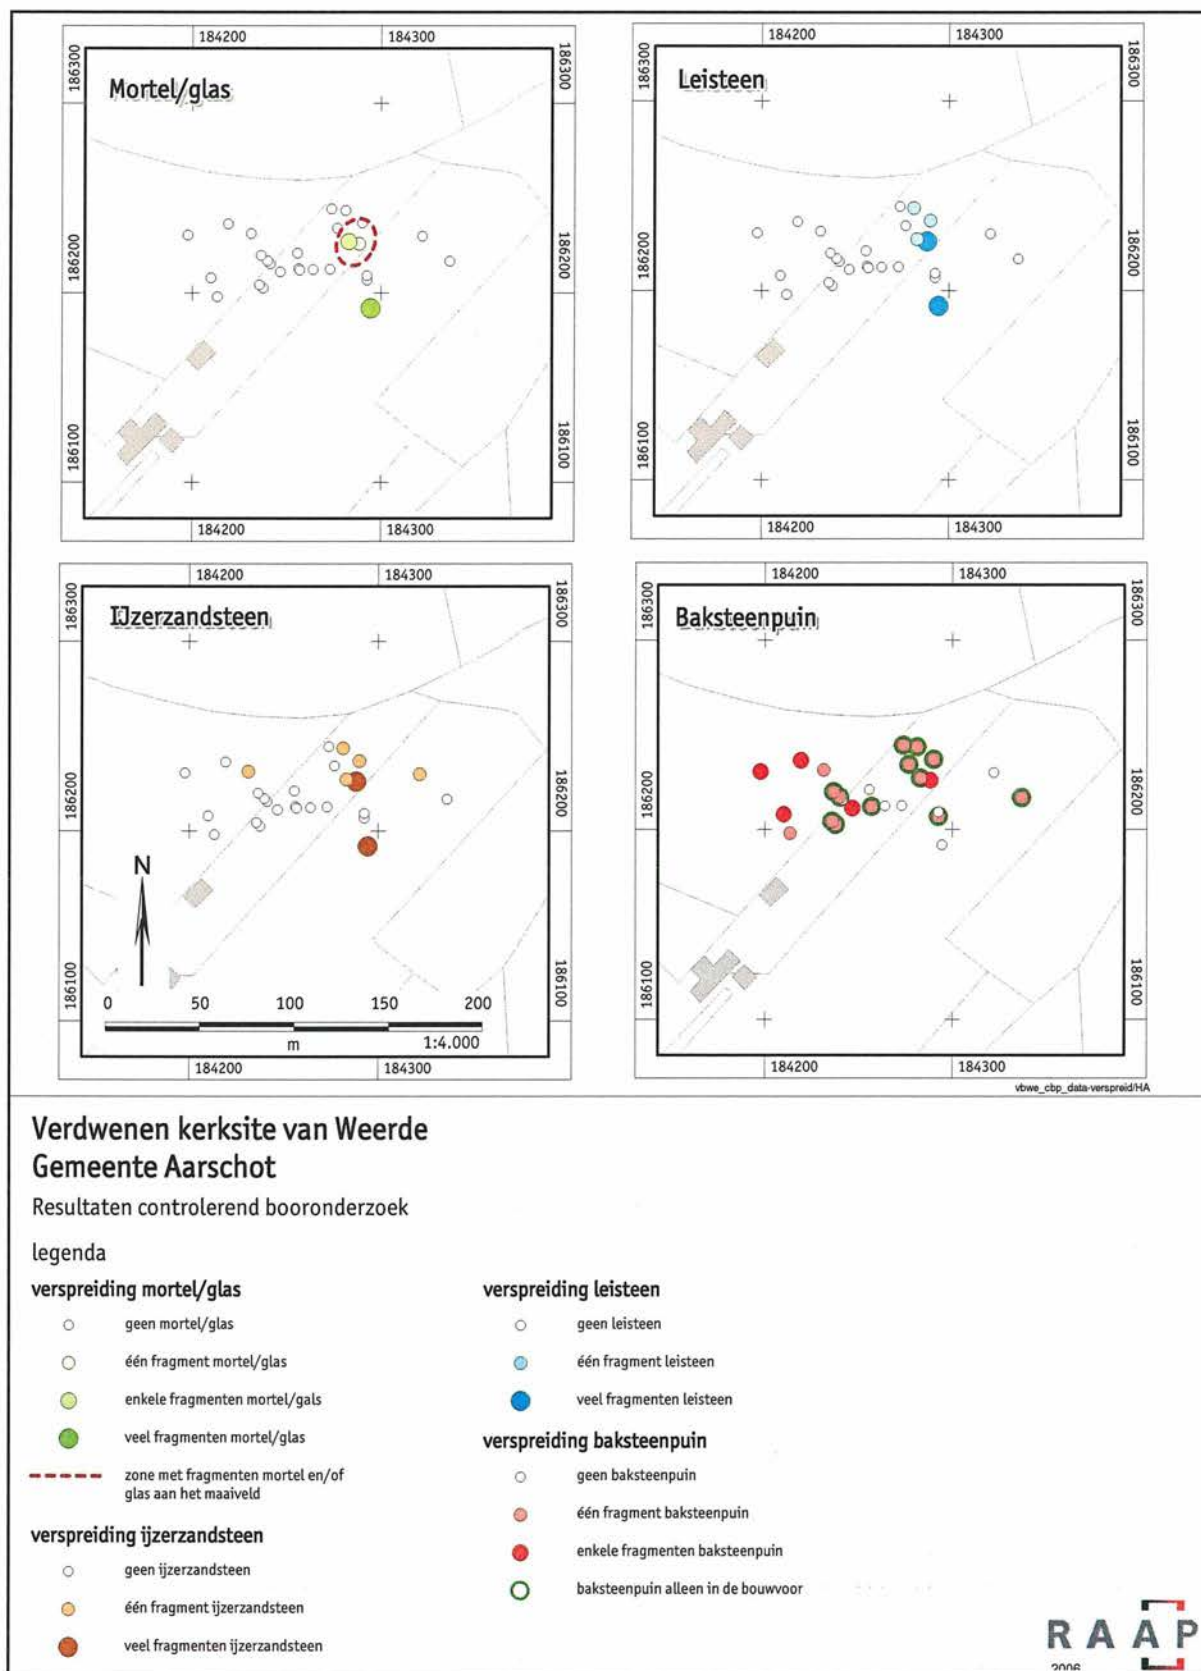 184200 184300
186300 186300
Mortel/glas
186200 186200
186100 186100
184200 184300
184200 184300
186300 186300
Leisteen
186200 186200
186100 186100
184200 184300
184200 184300
186300 186300
IJzerzandsteen
186200 186200
N
186100 186100
0 50 100 150 200
m 1:4.000
184200 184300
184200 184300
186300 186300
Baksteenpuin
186200 186200
186100 186100
184200 184300
vbwe_cbp_data-verspreid/HA
Verdwenen kerksite van Weerde
Gemeente Aarschot
Resultaten controlerend booronderzoek
legenda
verspreiding mortel/glas
geen mortel/glas
één fragment mortel/glas
enkele fragmenten mortel/gals
veel fragmenten mortel/glas
zone met fragmenten mortel en/of
glas aan het maaiveld
verspreiding ijzerzandsteen
geen ijzerzandsteen
één fragment ijzerzandsteen
veel fragmenten ijzerzandsteen
verspreiding leisteen
geen leisteen
één fragment leisteen
veel fragmenten leisteen
verspreiding baksteenpuin
geen baksteenpuin
één fragment baksteenpuin
enkele fragmenten baksteenpuin
baksteenpuin alleen in de bouwvoor
RAAP
2006